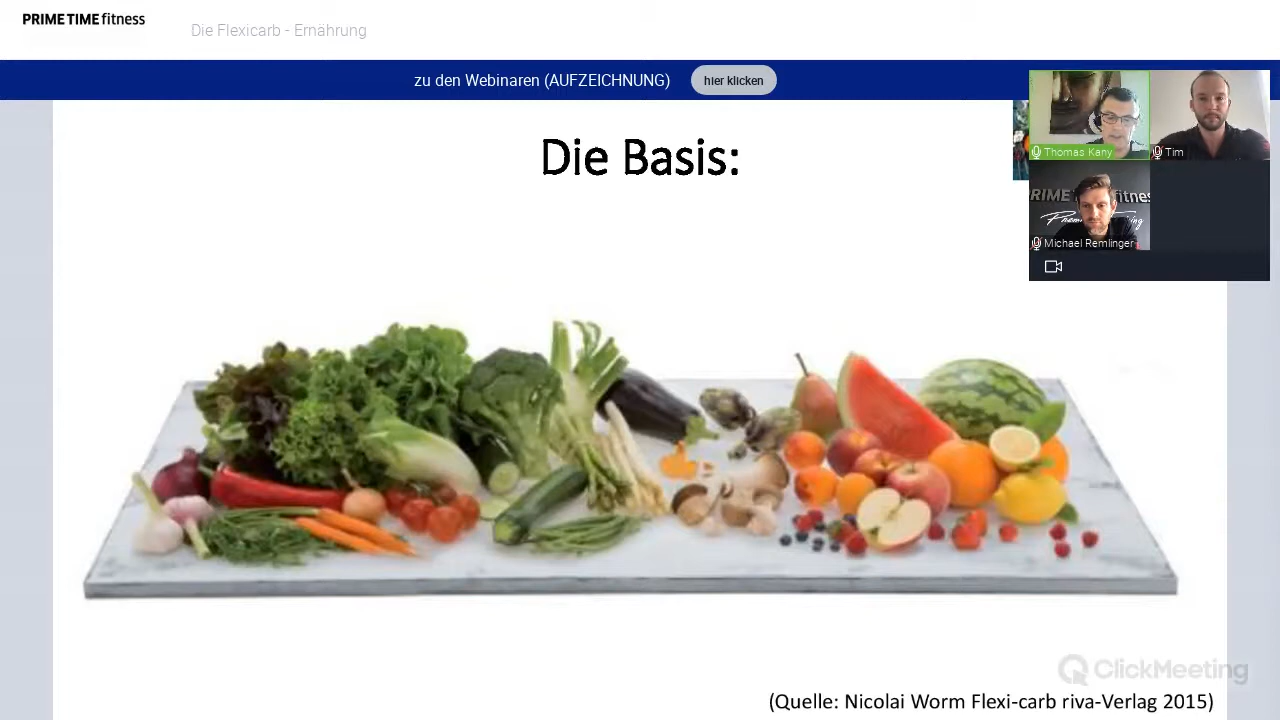 PRIME TIME fitness
Die Flexicarb - Ernährung
zu den Webinaren (AUFZEICHNUNG)
hier klicken
Die Basis:
Thomas Kany
Tim
Michael Remlinger
ClickMeeting
(Quelle: Nicolai Worm Flexi-carb riva-Verlag 2015)